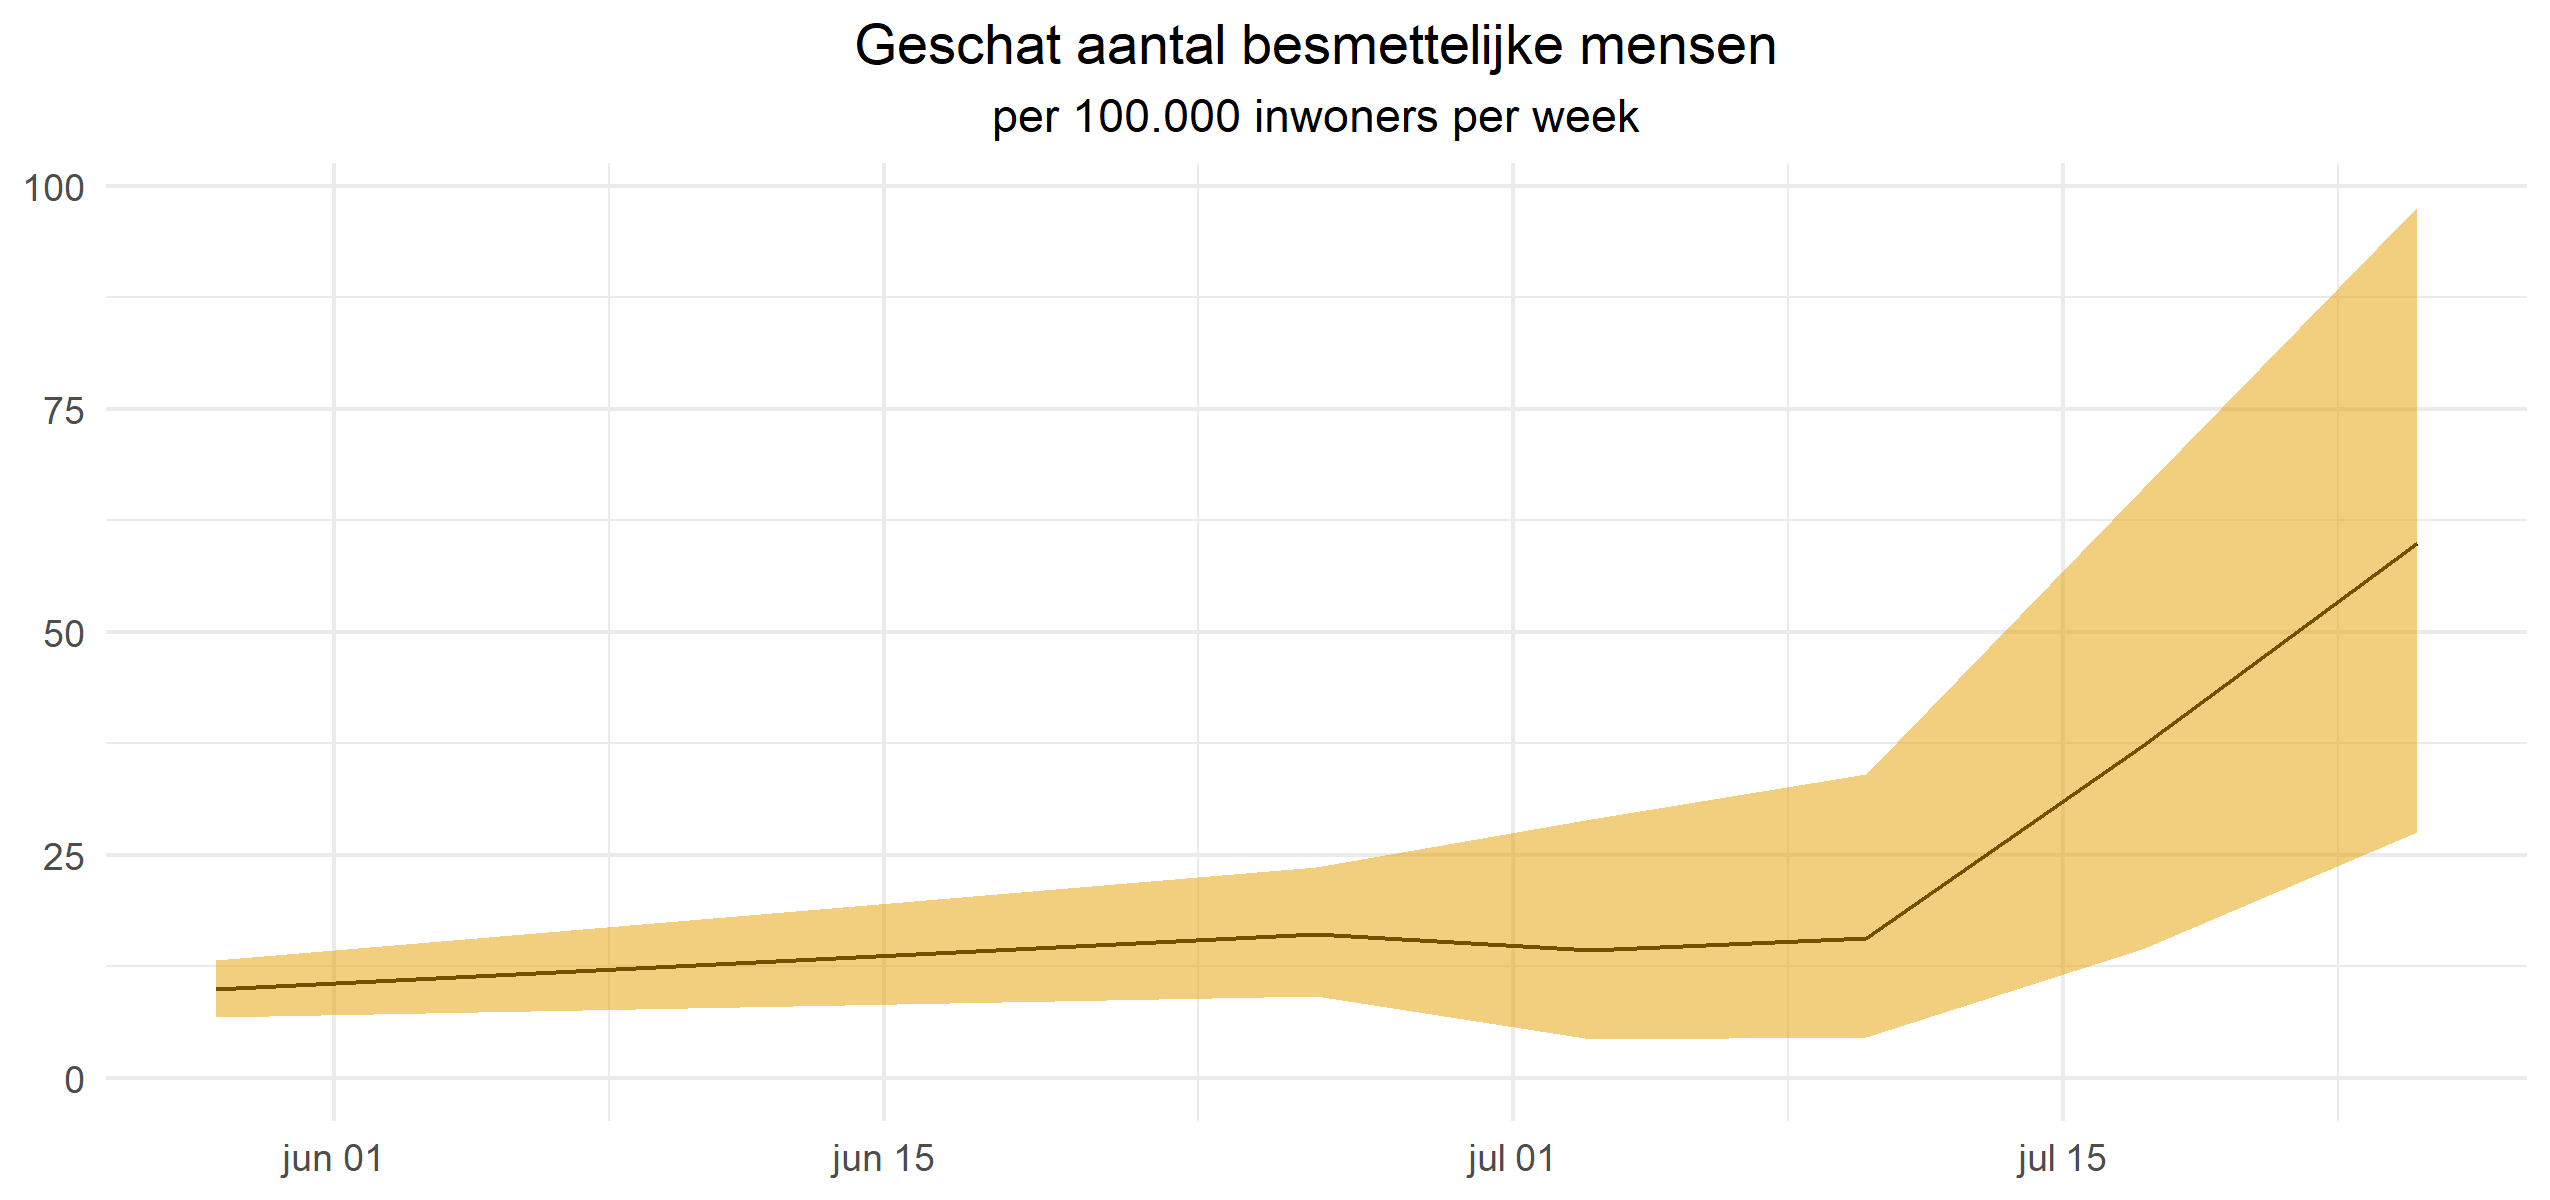 Geschat aantal besmettelijke mensen
per 100.000 inwoners per week
100
75
50
25
0
jun 01
jun 15
jul 01
jul 15